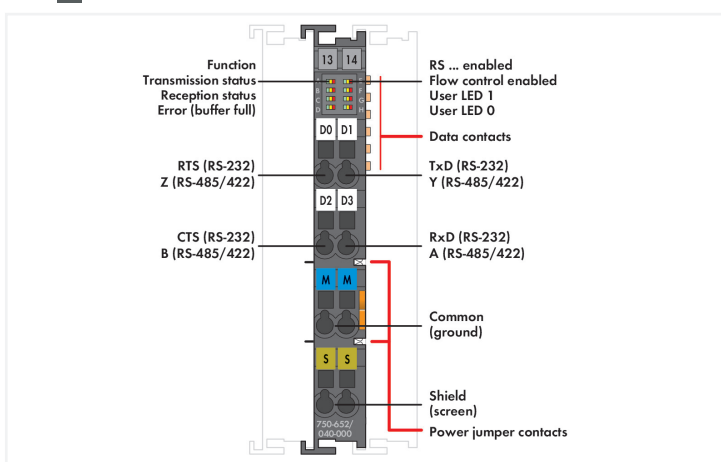 13 14
Function
Transmission status
Reception status
Error (buffer full)
RS ... enabled
Flow control enabled
User LED 1
User LED 0
B
C
D
F
G
H
Data contacts
D0 D1
RTS (RS-232)
Z (RS-485/422)
TxD (RS-232)
Y (RS-485/422)
D2 D3
CTS (RS-232)
B (RS-485/422)
RxD (RS-232)
A (RS-485/422)
M M
Common
(ground)
S S
Shield
(screen)
750-652/
040-000
Power jumper contacts